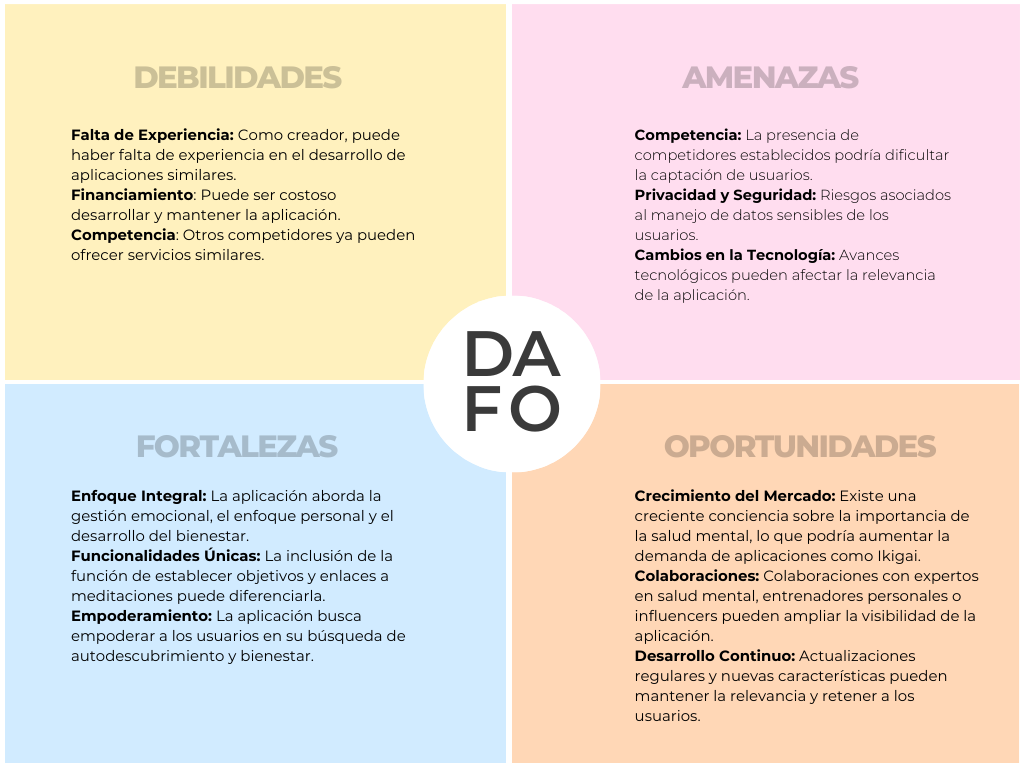 DEBILIDADES
Falta de Experiencia: Como creador, puede
haber falta de experiencia en el desarrollo de
aplicaciones similares.
Financiamiento: Puede ser costoso
desarrollar y mantener la aplicación.
Competencia: Otros competidores ya pueden
ofrecer servicios similares.
AMENAZAS
Competencia: La presencia de
competidores establecidos podría dificultar
la captación de usuarios.
Privacidad y Seguridad: Riesgos asociados
al manejo de datos sensibles de los
usuarios.
Cambios en la Tecnología: Avances
tecnológicos pueden afectar la relevancia
de la aplicación.
DA
FO
FORTALEZAS
Enfoque Integral: La aplicación aborda la
gestión emocional, el enfoque personal y el
desarrollo del bienestar.
Funcionalidades Únicas: La inclusión de la
función de establecer objetivos y enlaces a
meditaciones puede diferenciarla.
Empoderamiento: La aplicación busca
empoderar a los usuarios en su búsqueda de
autodescubrimiento y bienestar.
OPORTUNIDADES
Crecimiento del Mercado: Existe una
creciente conciencia sobre la importancia de
la salud mental, lo que podría aumentar la
demanda de aplicaciones como Ikigai.
Colaboraciones: Colaboraciones con expertos
en salud mental, entrenadores personales o
influencers pueden ampliar la visibilidad de la
aplicación.
Desarrollo Continuo: Actualizaciones
regulares y nuevas características pueden
mantener la relevancia y retener a los
usuarios.